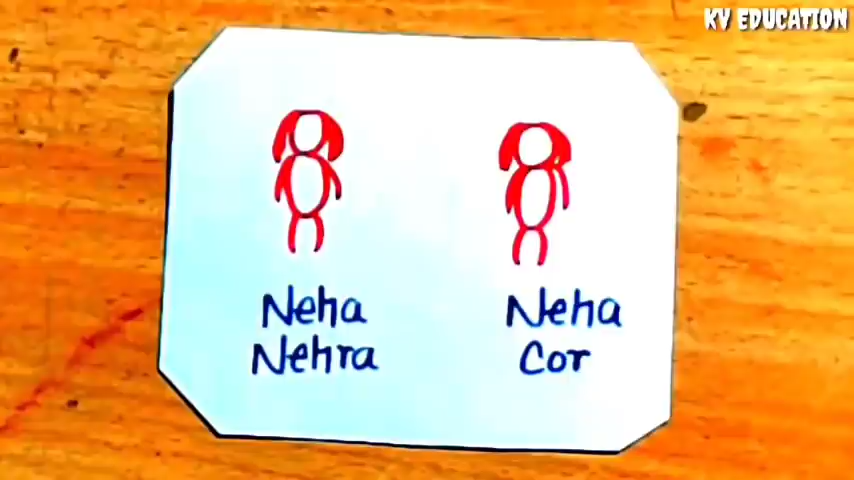 KV EDUCATION
Neha
Nehra
Neha
Cor